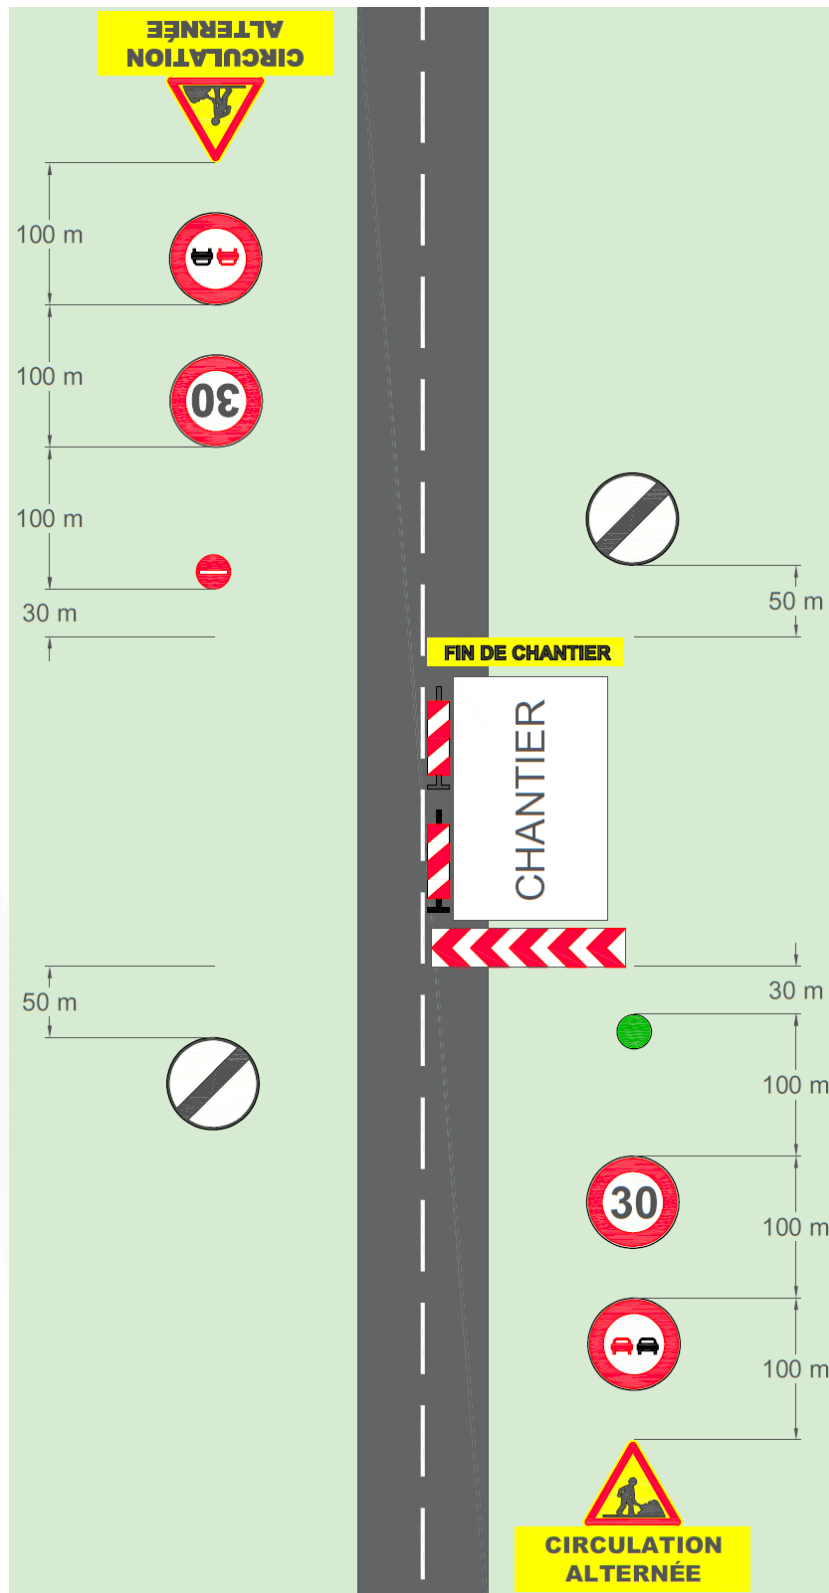 CIRCULATION
ALTERNÉE
100 m
100 m
30
100 m
30 m
50 m
FIN DE CHANTIER
CHANTIER
50 m
30 m
100 m
30
100 m
100 m
CIRCULATION
ALTERNÉE